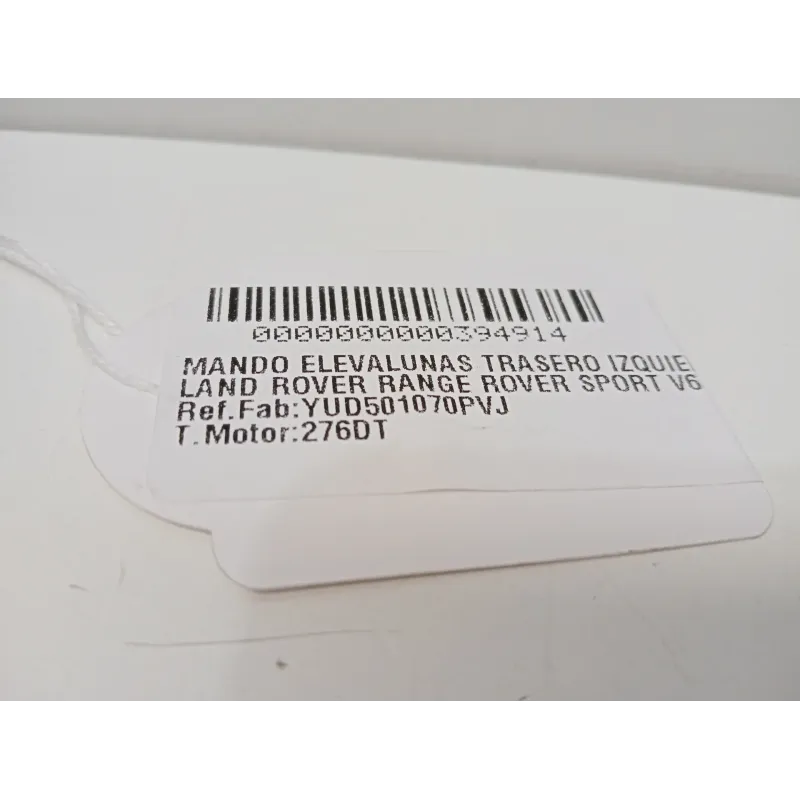 0000000000394914
MANDO ELEVALUNAS TRASERO IZQUIE
LAND ROVER RANGE ROVER SPORT V6
Ref.Fab:YUD501070PVJ
T.Motor:276DT